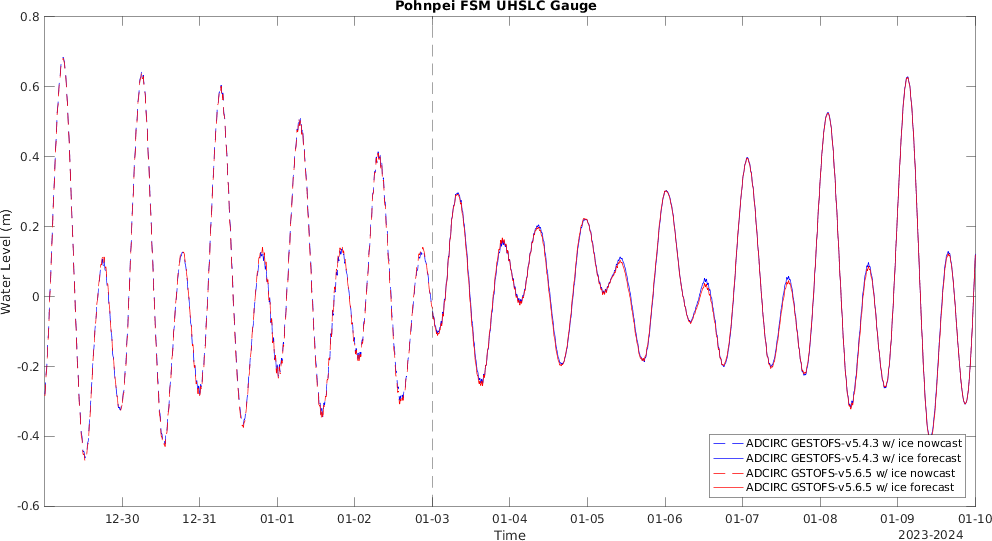 Pohnpei FSM UHSLC Gauge
0.8
0.6
0.4
0.2
0
-0.2
-0.4
-0.6
Water Level (m)
ADCIRC GESTOFS-v5.4.3 w/ ice nowcast
ADCIRC GESTOFS-v5.4.3 w/ ice forecast
ADCIRC GSTOFS-v5.6.5 w/ ice nowcast
ADCIRC GSTOFS-v5.6.5 w/ ice forecast
12-30 12-31 01-01 01-02 01-03 01-04 01-05 01-06 01-07 01-08 01-09 01-10
Time
2023-2024